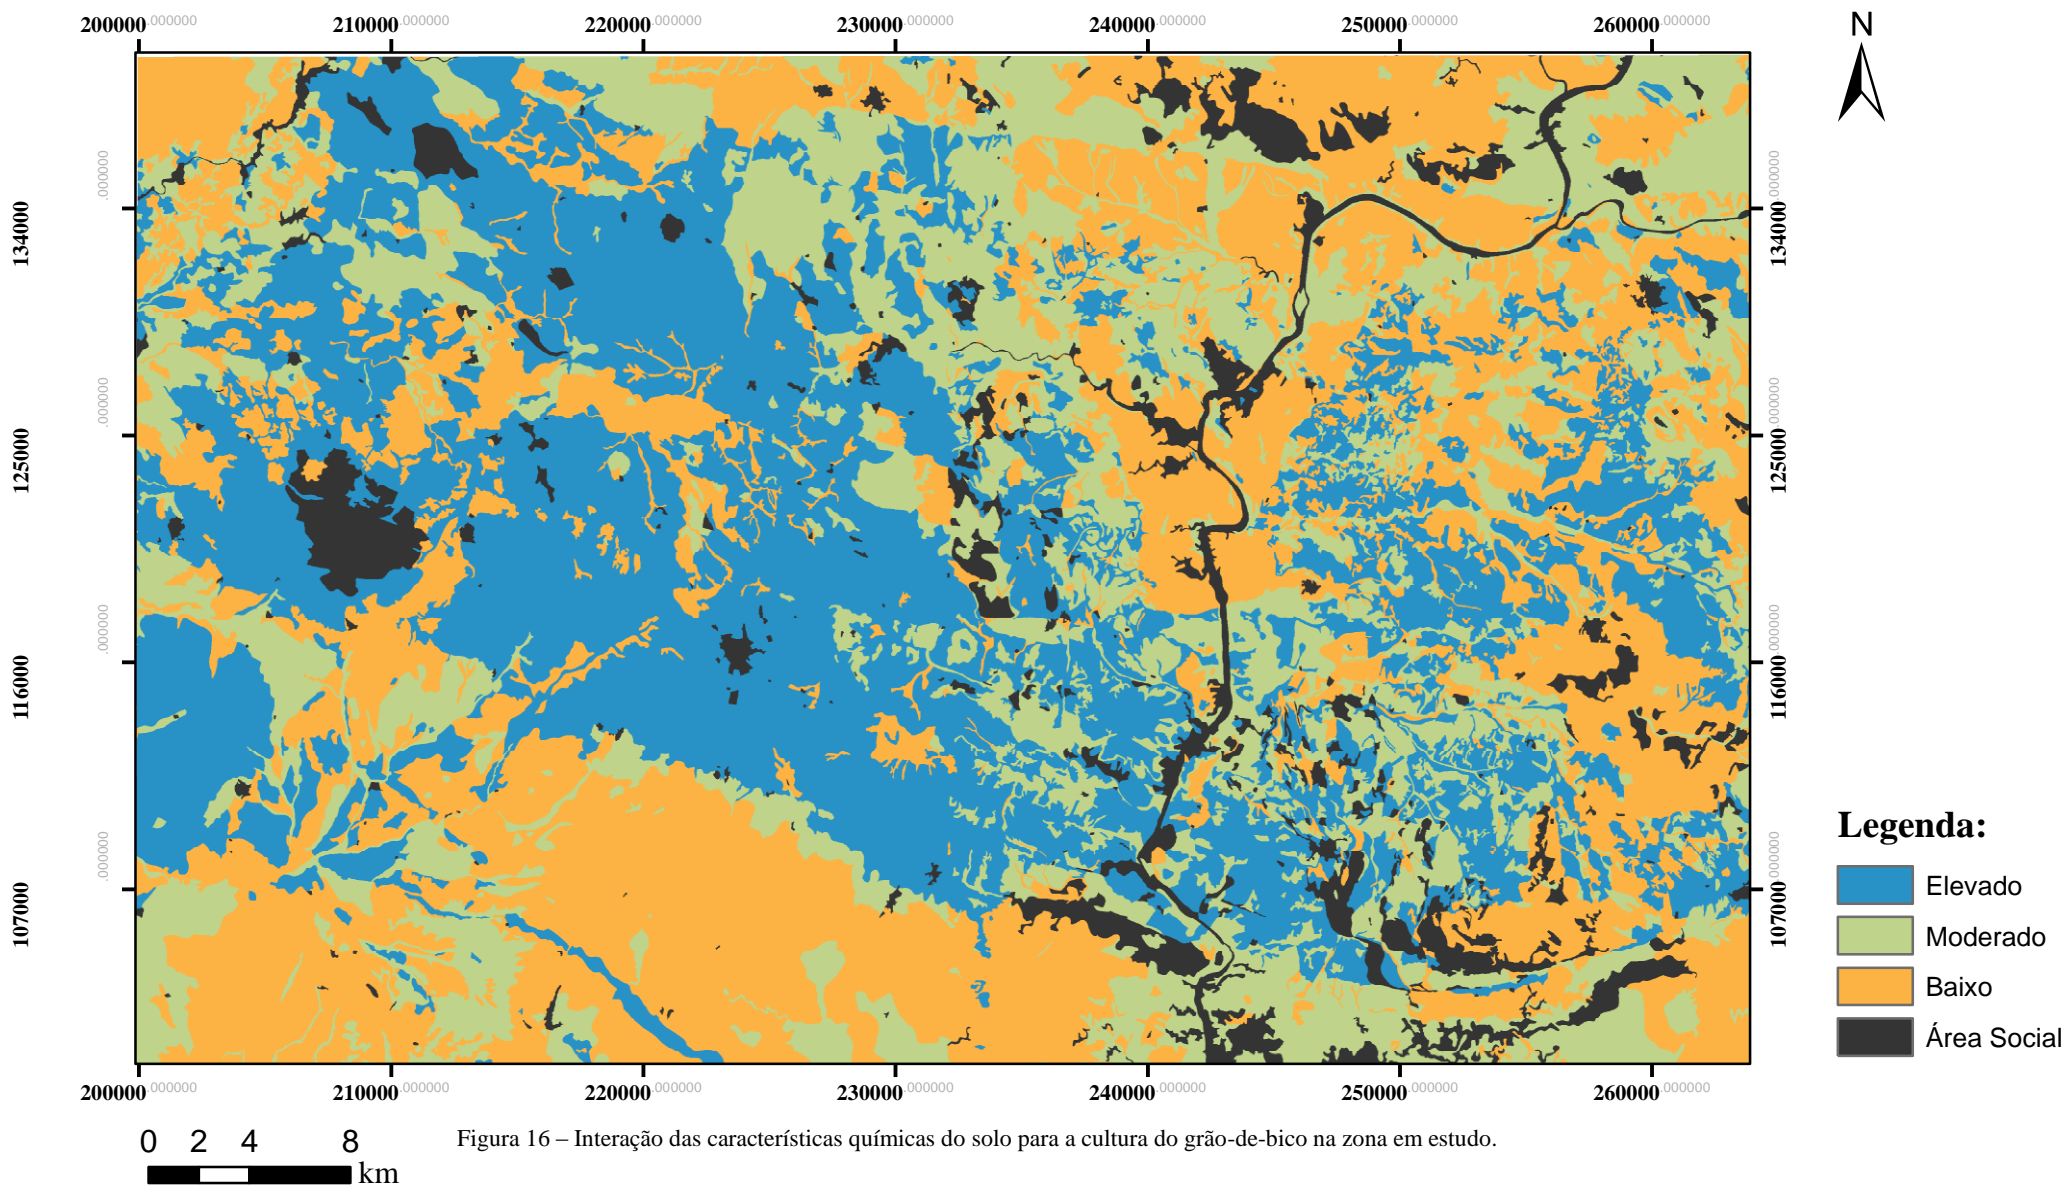 200000.000000 210000.000000 220000.000000 230000.000000 240000.000000 250000.000000 260000.000000
N
134000.000000
125000.000000
116000.000000
107000.000000
134000.000000
125000.000000
116000.000000
107000.000000
Legenda:
Elevado
Moderado
Baixo
Área Social
200000.000000 210000.000000 220000.000000 230000.000000 240000.000000 250000.000000 260000.000000
0 2 4 8
km
Figura 16 – Interação das características químicas do solo para a cultura do grão-de-bico na zona em estudo.